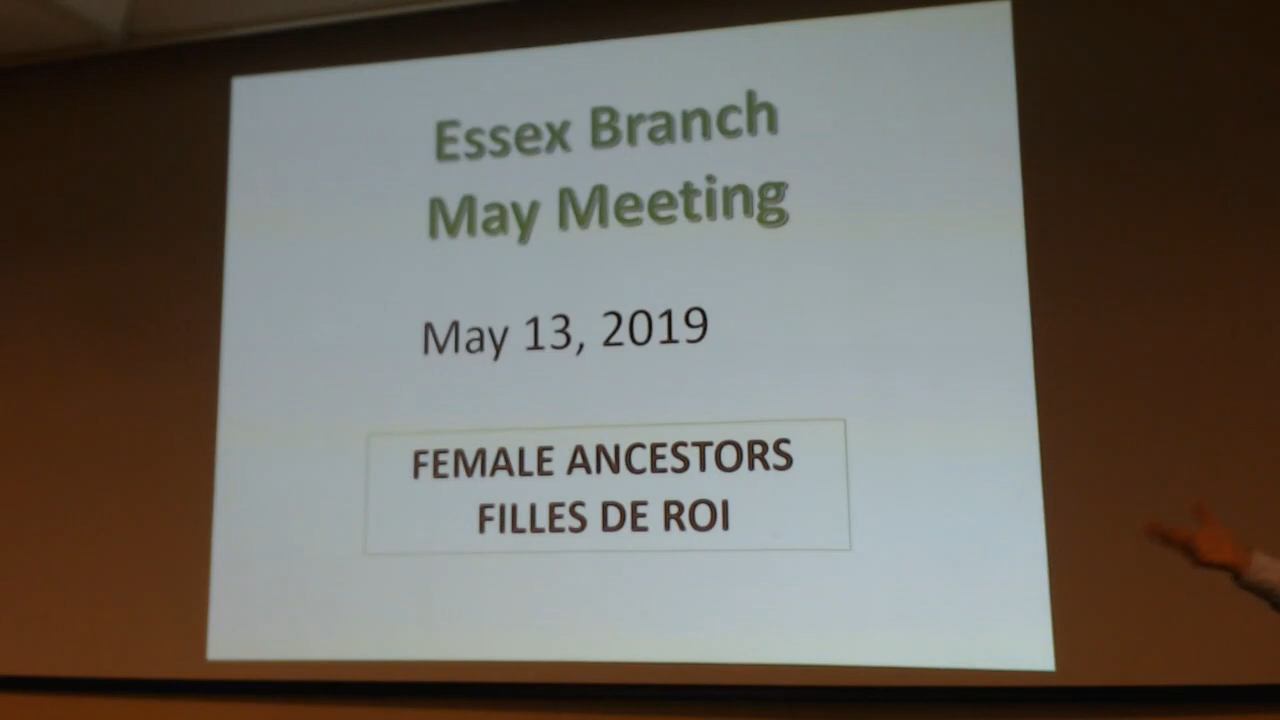 Essex Branch
May Meeting
May 13, 2019
FEMALE ANCESTORS
FILLES DE ROI